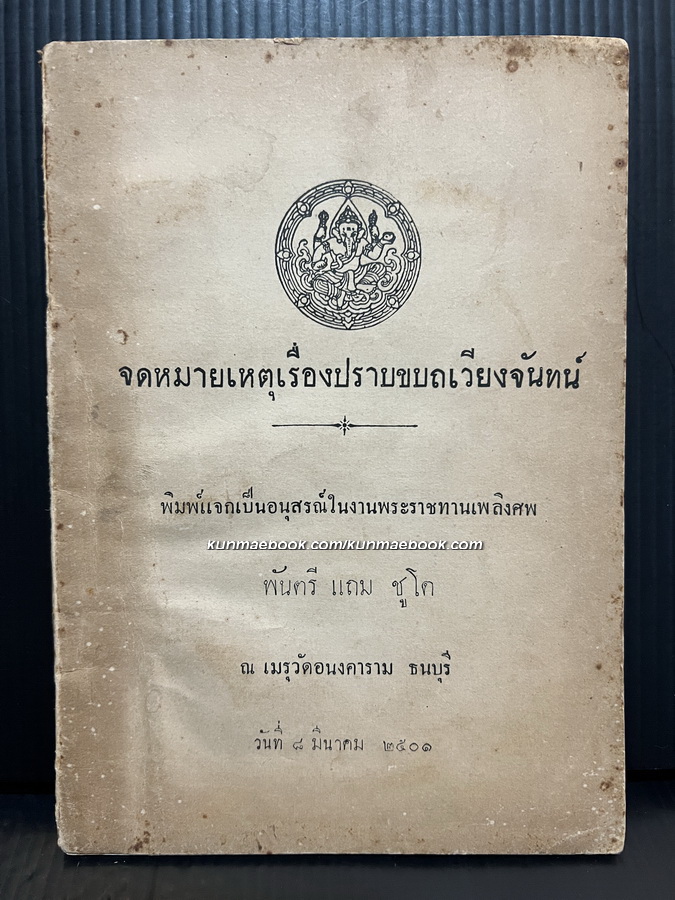 จดหมายเหตุเรื่องปราบขบถเวียงจันทน์
พิมพ์แจกเป็นอนุสรณ์ในงานพระราชทานเพลิงศพ
kunmaebook.com/kunmaebook.com
พันตรี แถม ชูโต
ณ เมรุวัดอนงคาราม ธนบุรี
วันที่ ๘ มีนาคม ๒๕๐๑